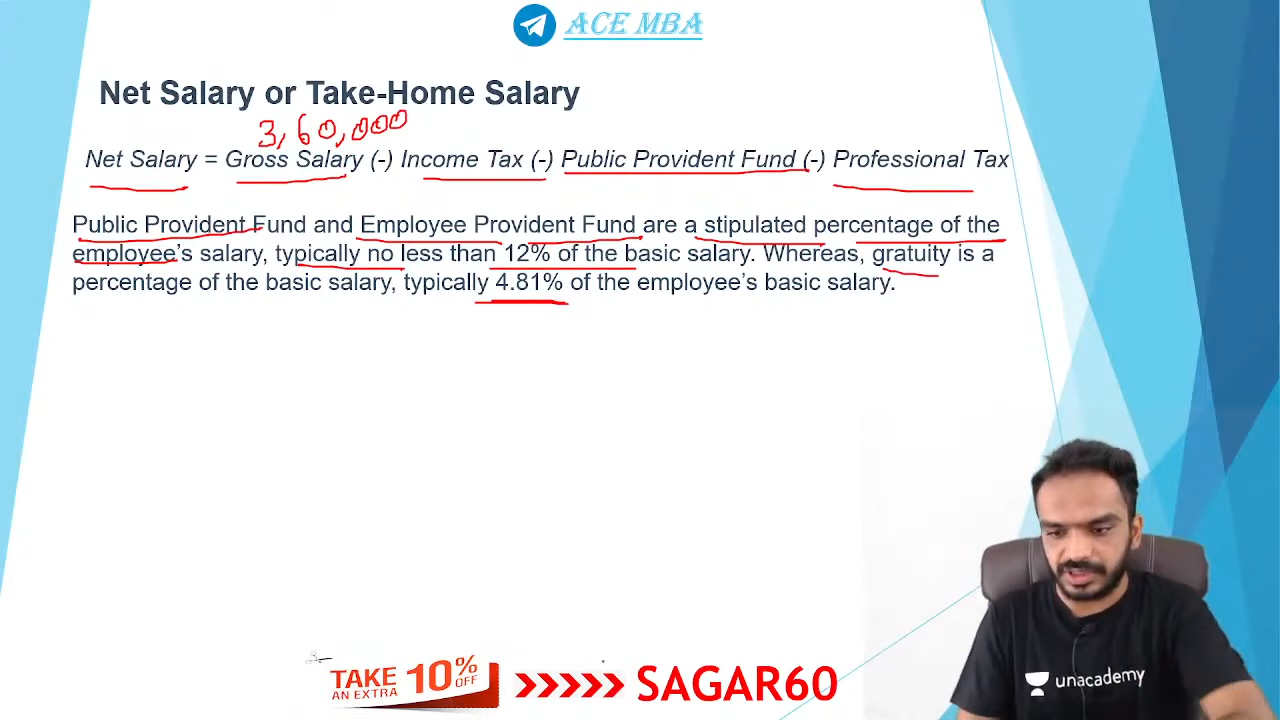 ACE MBA
Net Salary or Take-Home Salary
3,60,000
Net Salary = Gross Salary (-) Income Tax (-) Public Provident Fund (-) Professional Tax
Public Provident Fund and Employee Provident Fund are a stipulated percentage of the
employee's salary, typically no less than 12% of the basic salary. Whereas, gratuity is a
percentage of the basic salary, typically 4.81% of the employee's basic salary.
unacademy
TAKE 10% OFF
AN EXTRA
>>>>>> SAGAR60